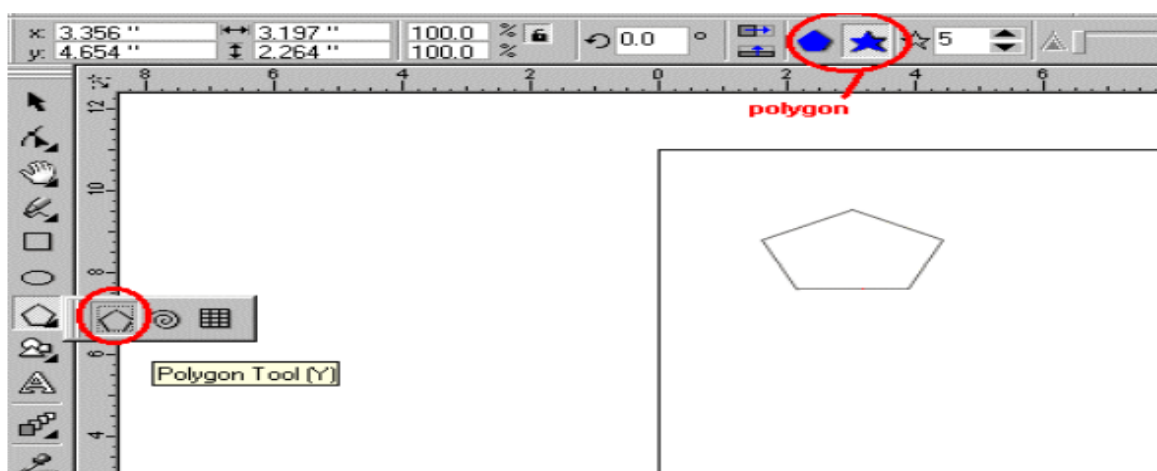 x: 3.356 " 3.197 " 100.0 % 0.0 ° 5
y: 4.654 " 2.264 " 100.0 %
8 6 4 2 0 2 4 6
polygon
12
10
8
6
Polygon Tool (Y)
4